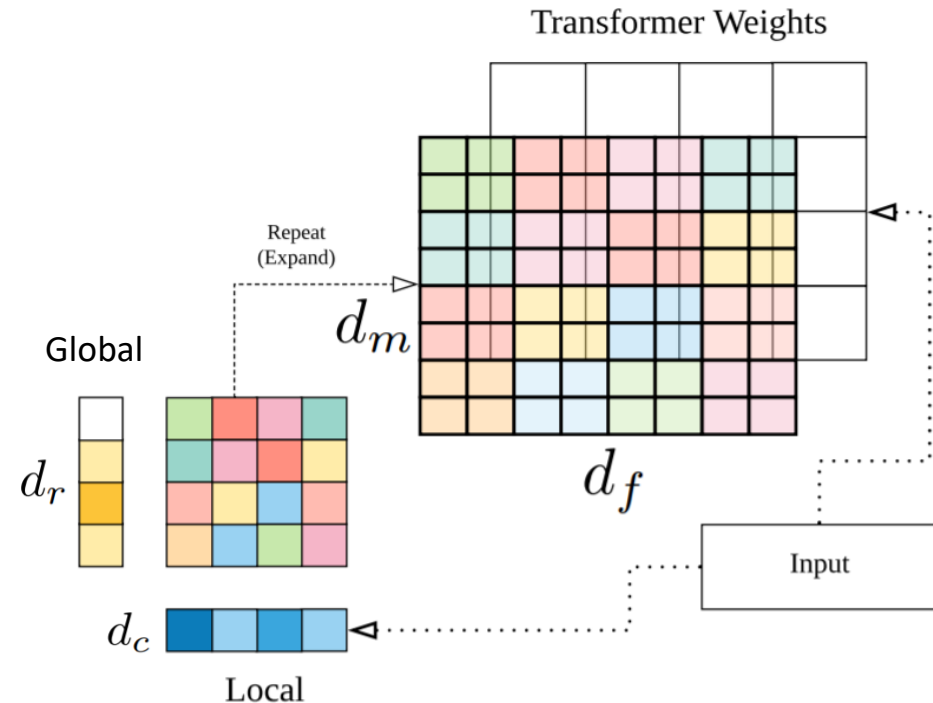 Transformer Weights
Repeat
(Expand)
d_m
Global
d_r
d_f
Input
d_c
Local